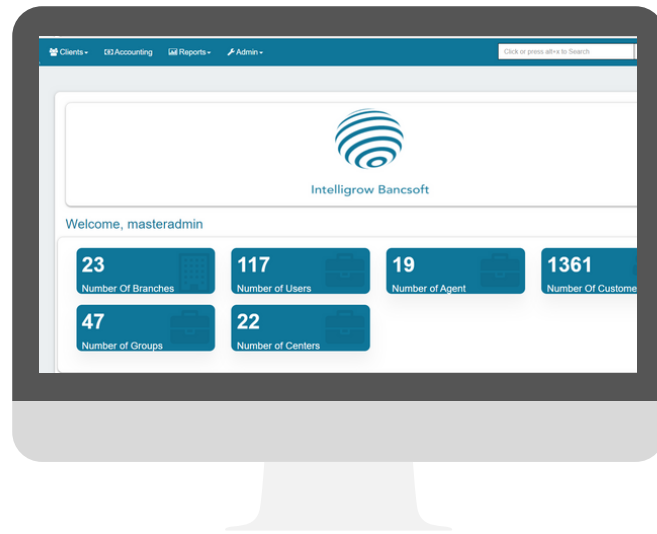 Clients Accounting Reports Admin Click or press alt+x to Search
Intelligrow Bancsoft
Welcome, masteradmin
23 117 19 1361
Number Of Branches Number of Users Number of Agent Number Of Custome
47 22
Number of Groups Number of Centers